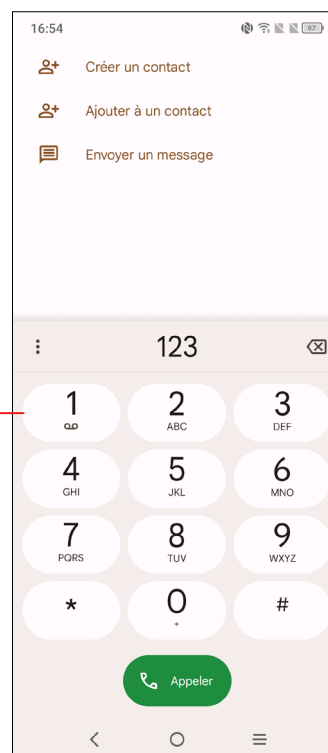 16:54 97
Créer un contact
Ajouter à un contact
Envoyer un message
123
1 2 3
ABC DEF
4 5 6
GHI JKL MNO
7 8 9
PQRS TUV WXYZ
* 0 #
+
Appeler